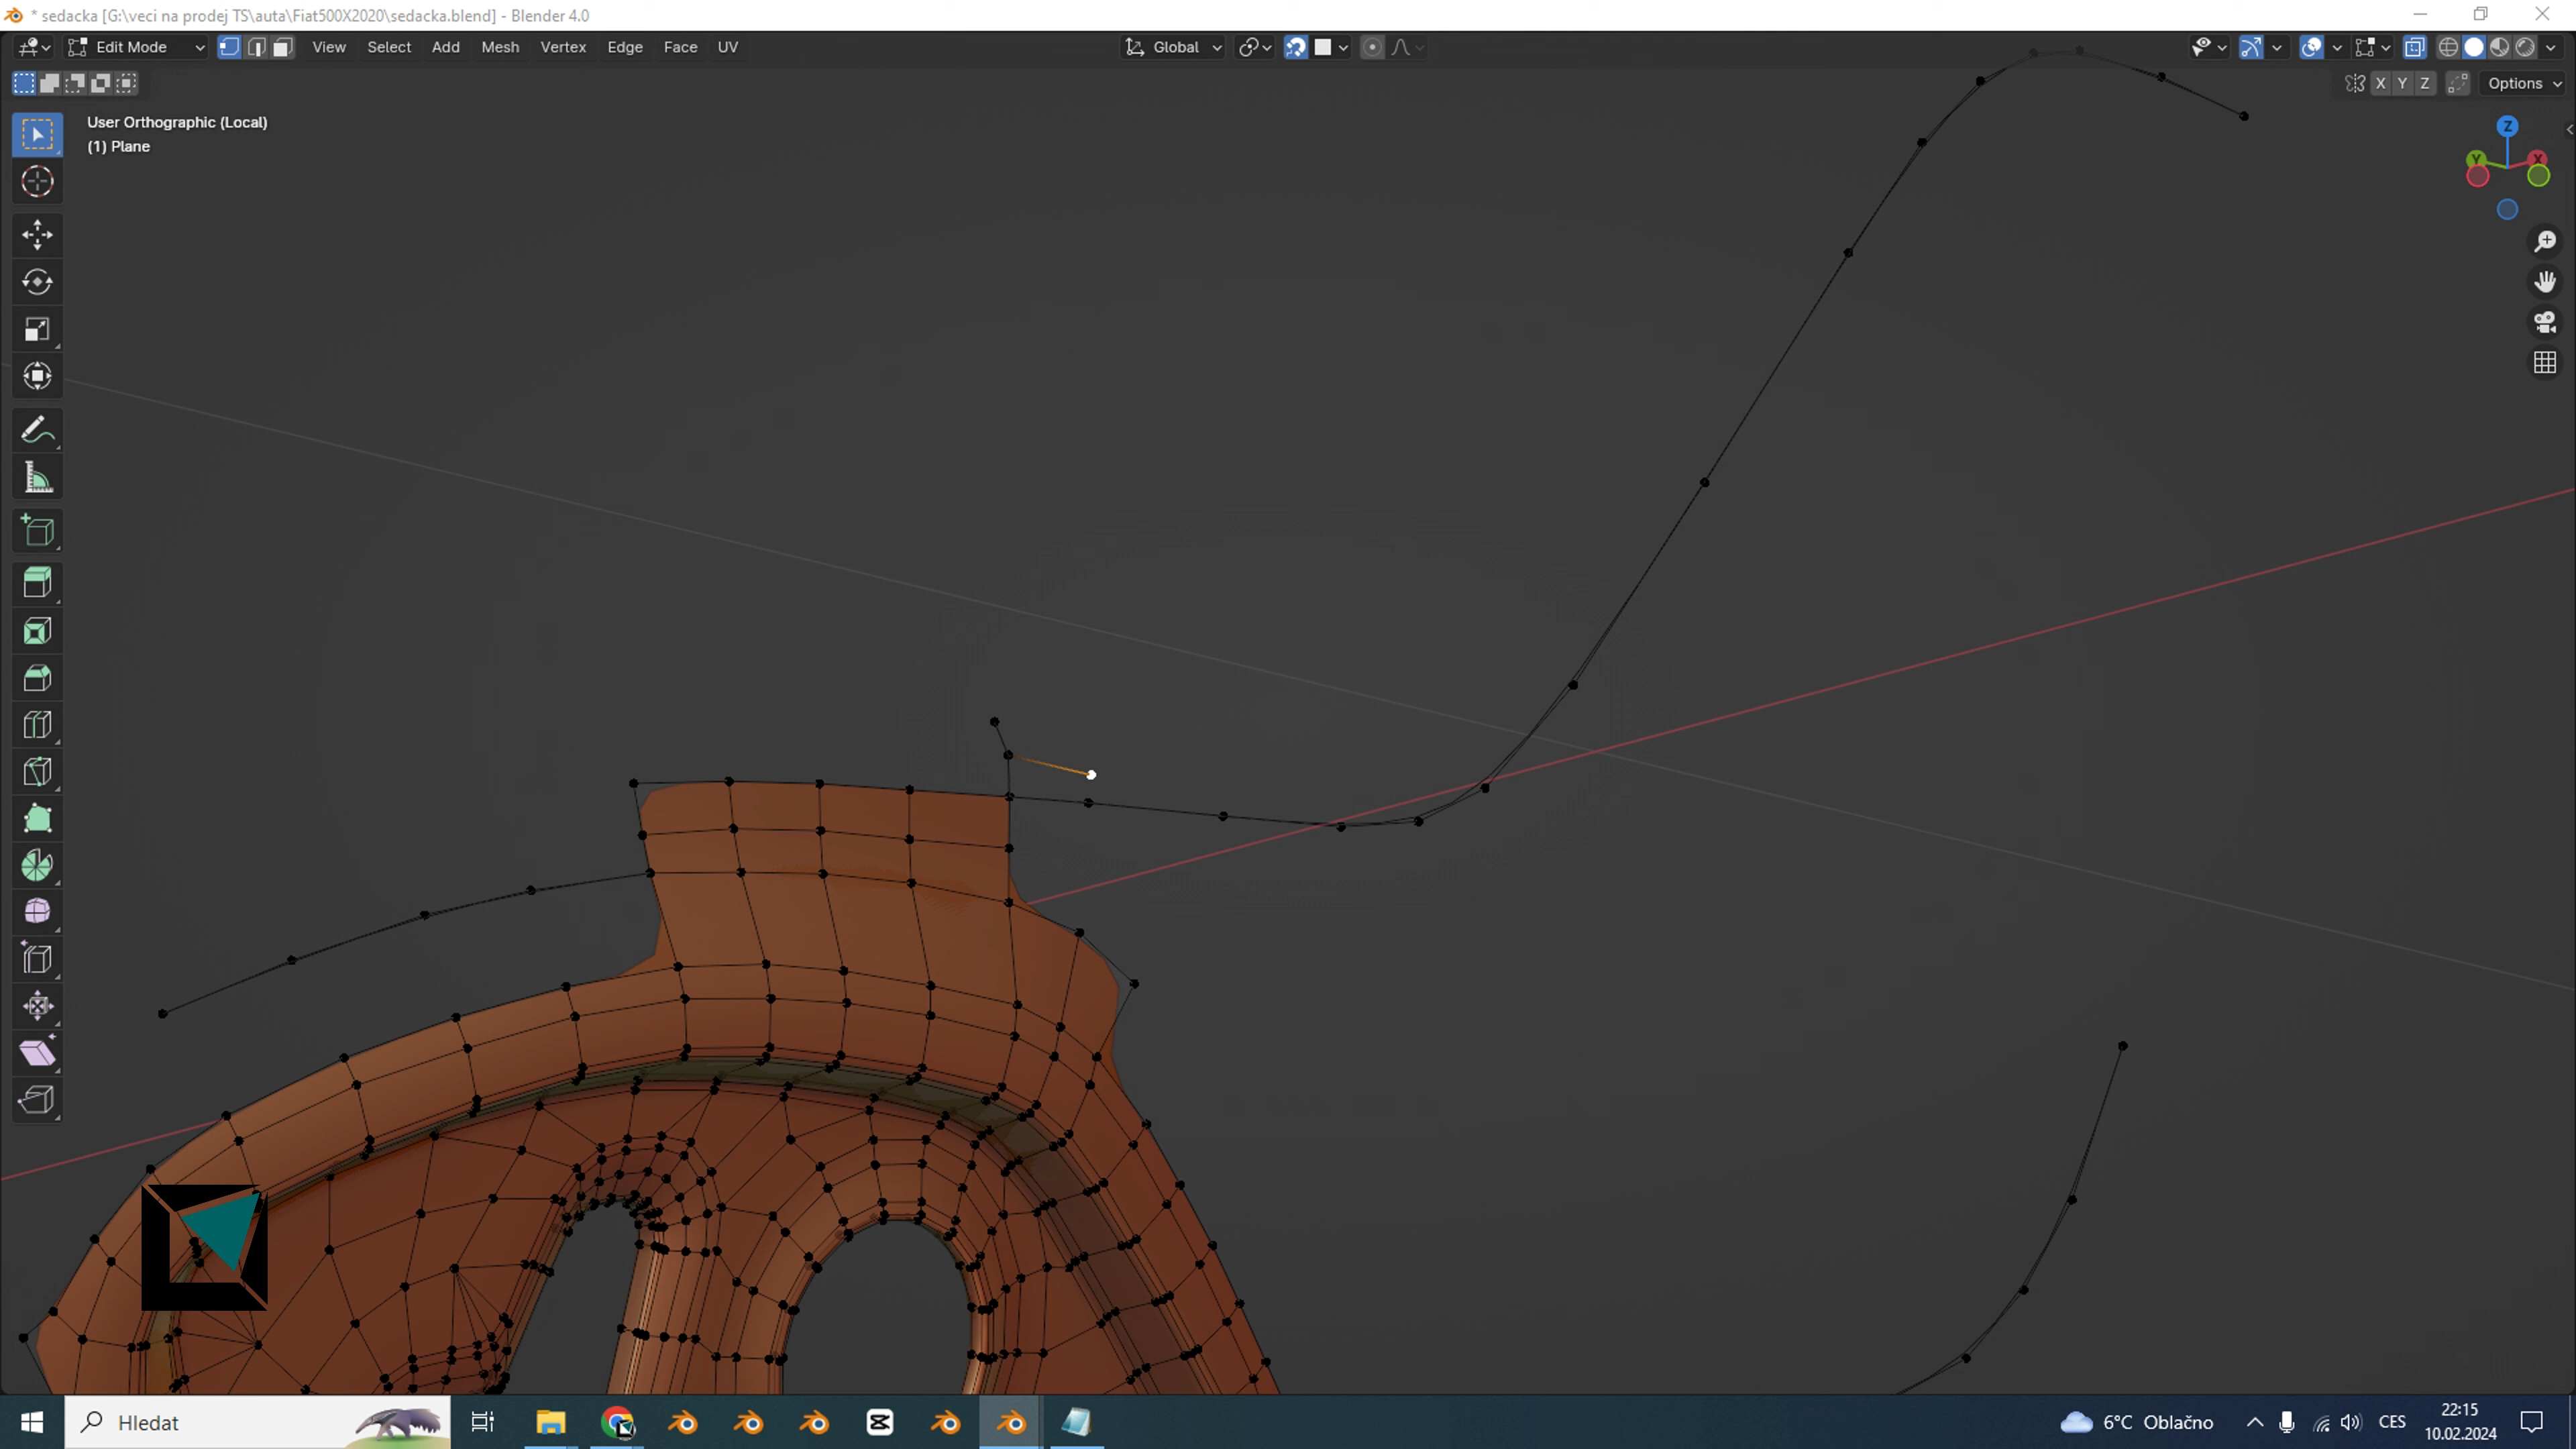 * sedacka [G:\veci na prodej TS\auta\Fiat500X2020\sedacka.blend] - Blender 4.0
Edit Mode View Select Add Mesh Vertex Edge Face UV Global
X Y Z Options
User Orthographic (Local)
(1) Plane
Z
Y X
Hledat
6°C Oblačno CES
22:15
10.02.2024